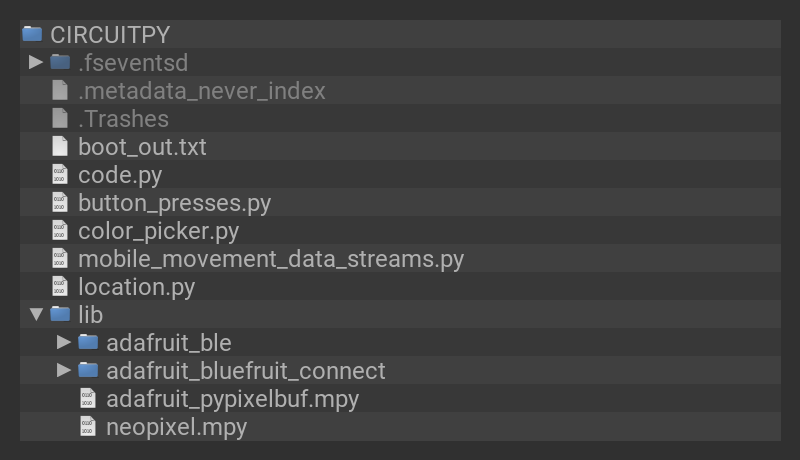 CIRCUITPY
.fseventsd
.metadata_never_index
.Trashes
boot_out.txt
code.py
button_presses.py
color_picker.py
mobile_movement_data_streams.py
location.py
lib
adafruit_ble
adafruit_bluefruit_connect
adafruit_pypixelbuf.mpy
neopixel.mpy